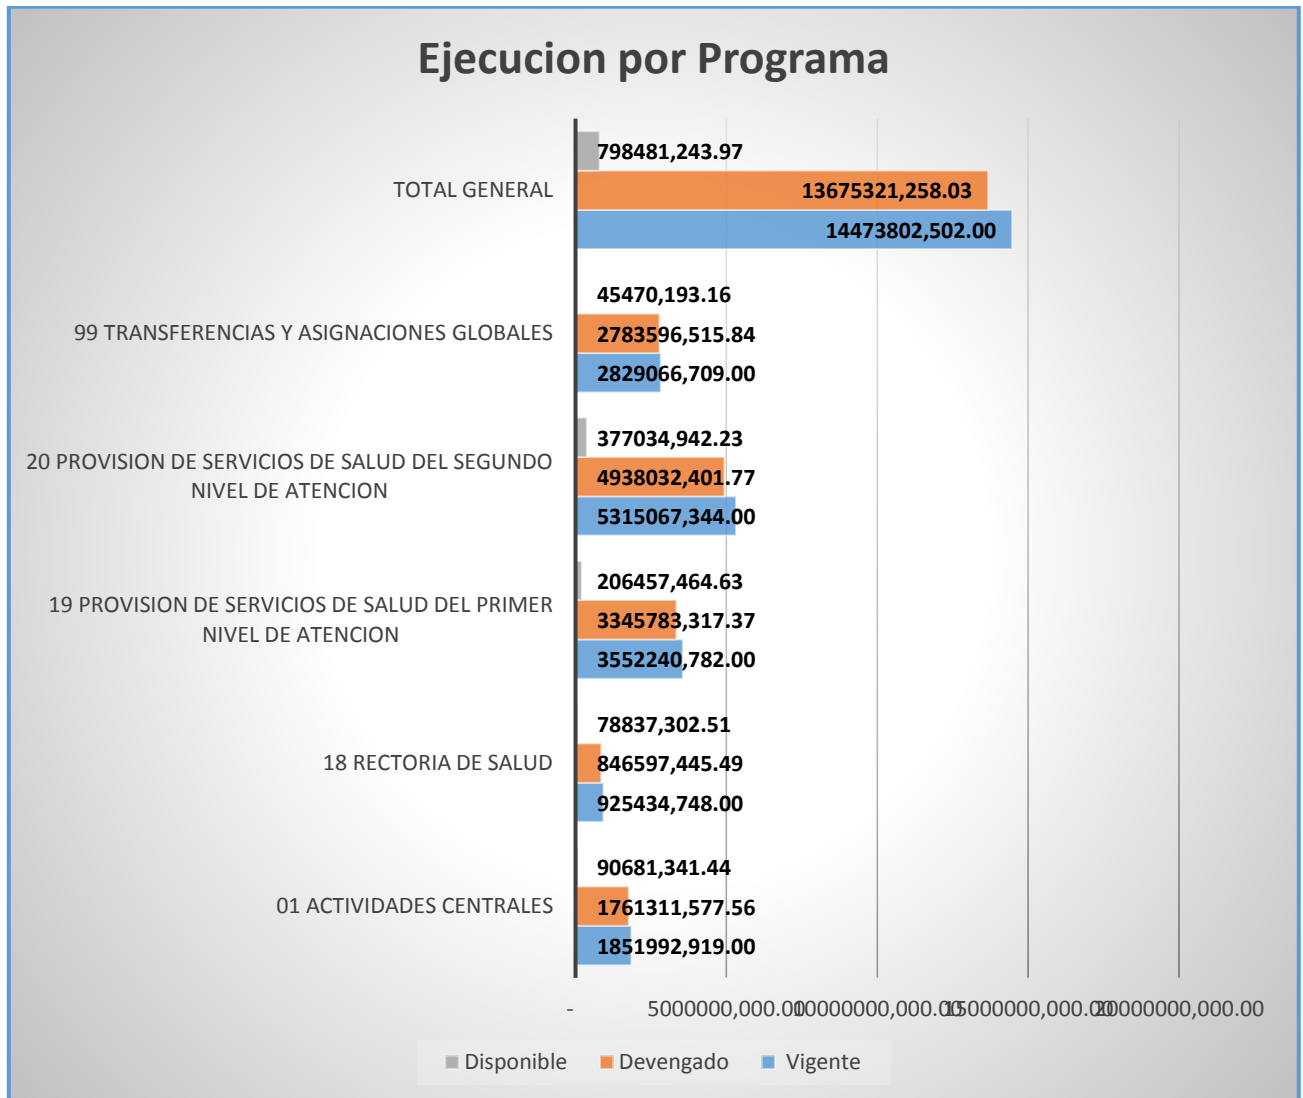 Ejecucion por Programa
798481,243.97
TOTAL GENERAL
13675321,258.03
14473802,502.00
45470,193.16
99 TRANSFERENCIAS Y ASIGNACIONES GLOBALES
2783596,515.84
2829066,709.00
377034,942.23
20 PROVISION DE SERVICIOS DE SALUD DEL SEGUNDO
NIVEL DE ATENCION
4938032,401.77
5315067,344.00
206457,464.63
19 PROVISION DE SERVICIOS DE SALUD DEL PRIMER
NIVEL DE ATENCION
3345783,317.37
3552240,782.00
78837,302.51
18 RECTORIA DE SALUD
846597,445.49
925434,748.00
90681,341.44
01 ACTIVIDADES CENTRALES
1761311,577.56
1851992,919.00
- 5000000,000.00 10000000,000.00 15000000,000.00 20000000,000.00
Disponible Devengado Vigente